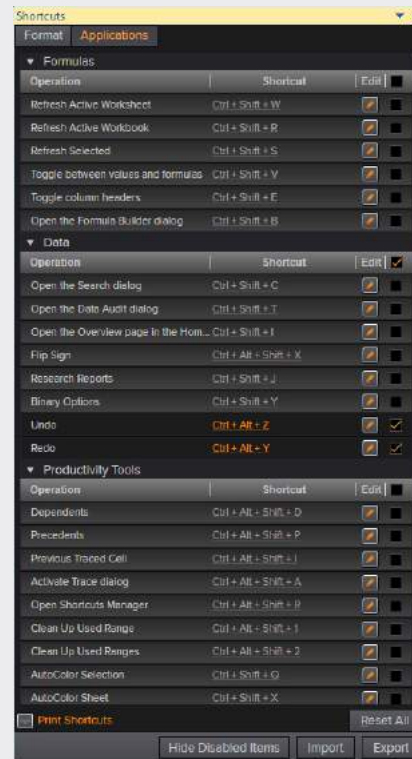 Shortcuts
Format Applications
Formulas
Operation Shortcut Edit
Refresh Active Worksheet Ctrl + Shift + W
Refresh Active Workbook Ctrl + Shift + R
Refresh Selected Ctrl + Shift + S
Toggle between values and formulas Ctrl + Shift + V
Toggle column headers Ctrl + Shift + E
Open the Formula Builder dialog Ctrl + Shift + B
Data
Operation Shortcut Edit
Open the Search dialog Ctrl + Shift + C
Open the Data Audit dialog Ctrl + Shift + T
Open the Overview page in the Hom... Ctrl + Shift + I
Flip Sign Ctrl + Alt + Shift + X
Research Reports Ctrl + Shift + J
Binary Options Ctrl + Shift + Y
Undo Ctrl + Alt + Z
Redo Ctrl + Alt + Y
Productivity Tools
Operation Shortcut Edit
Dependents Ctrl + Alt + Shift + D
Precedents Ctrl + Alt + Shift + P
Previous Traced Cell Ctrl + Alt + Shift + I
Activate Trace dialog Ctrl + Alt + Shift + A
Open Shortcuts Manager Ctrl + Alt + Shift + R
Clean Up Used Range Ctrl + Alt + Shift + 1
Clean Up Used Ranges Ctrl + Alt + Shift + 2
AutoColor Selection Ctrl + Shift + Q
AutoColor Sheet Ctrl + Shift + X
Print Shortcuts Reset All
Hide Disabled Items Import Export